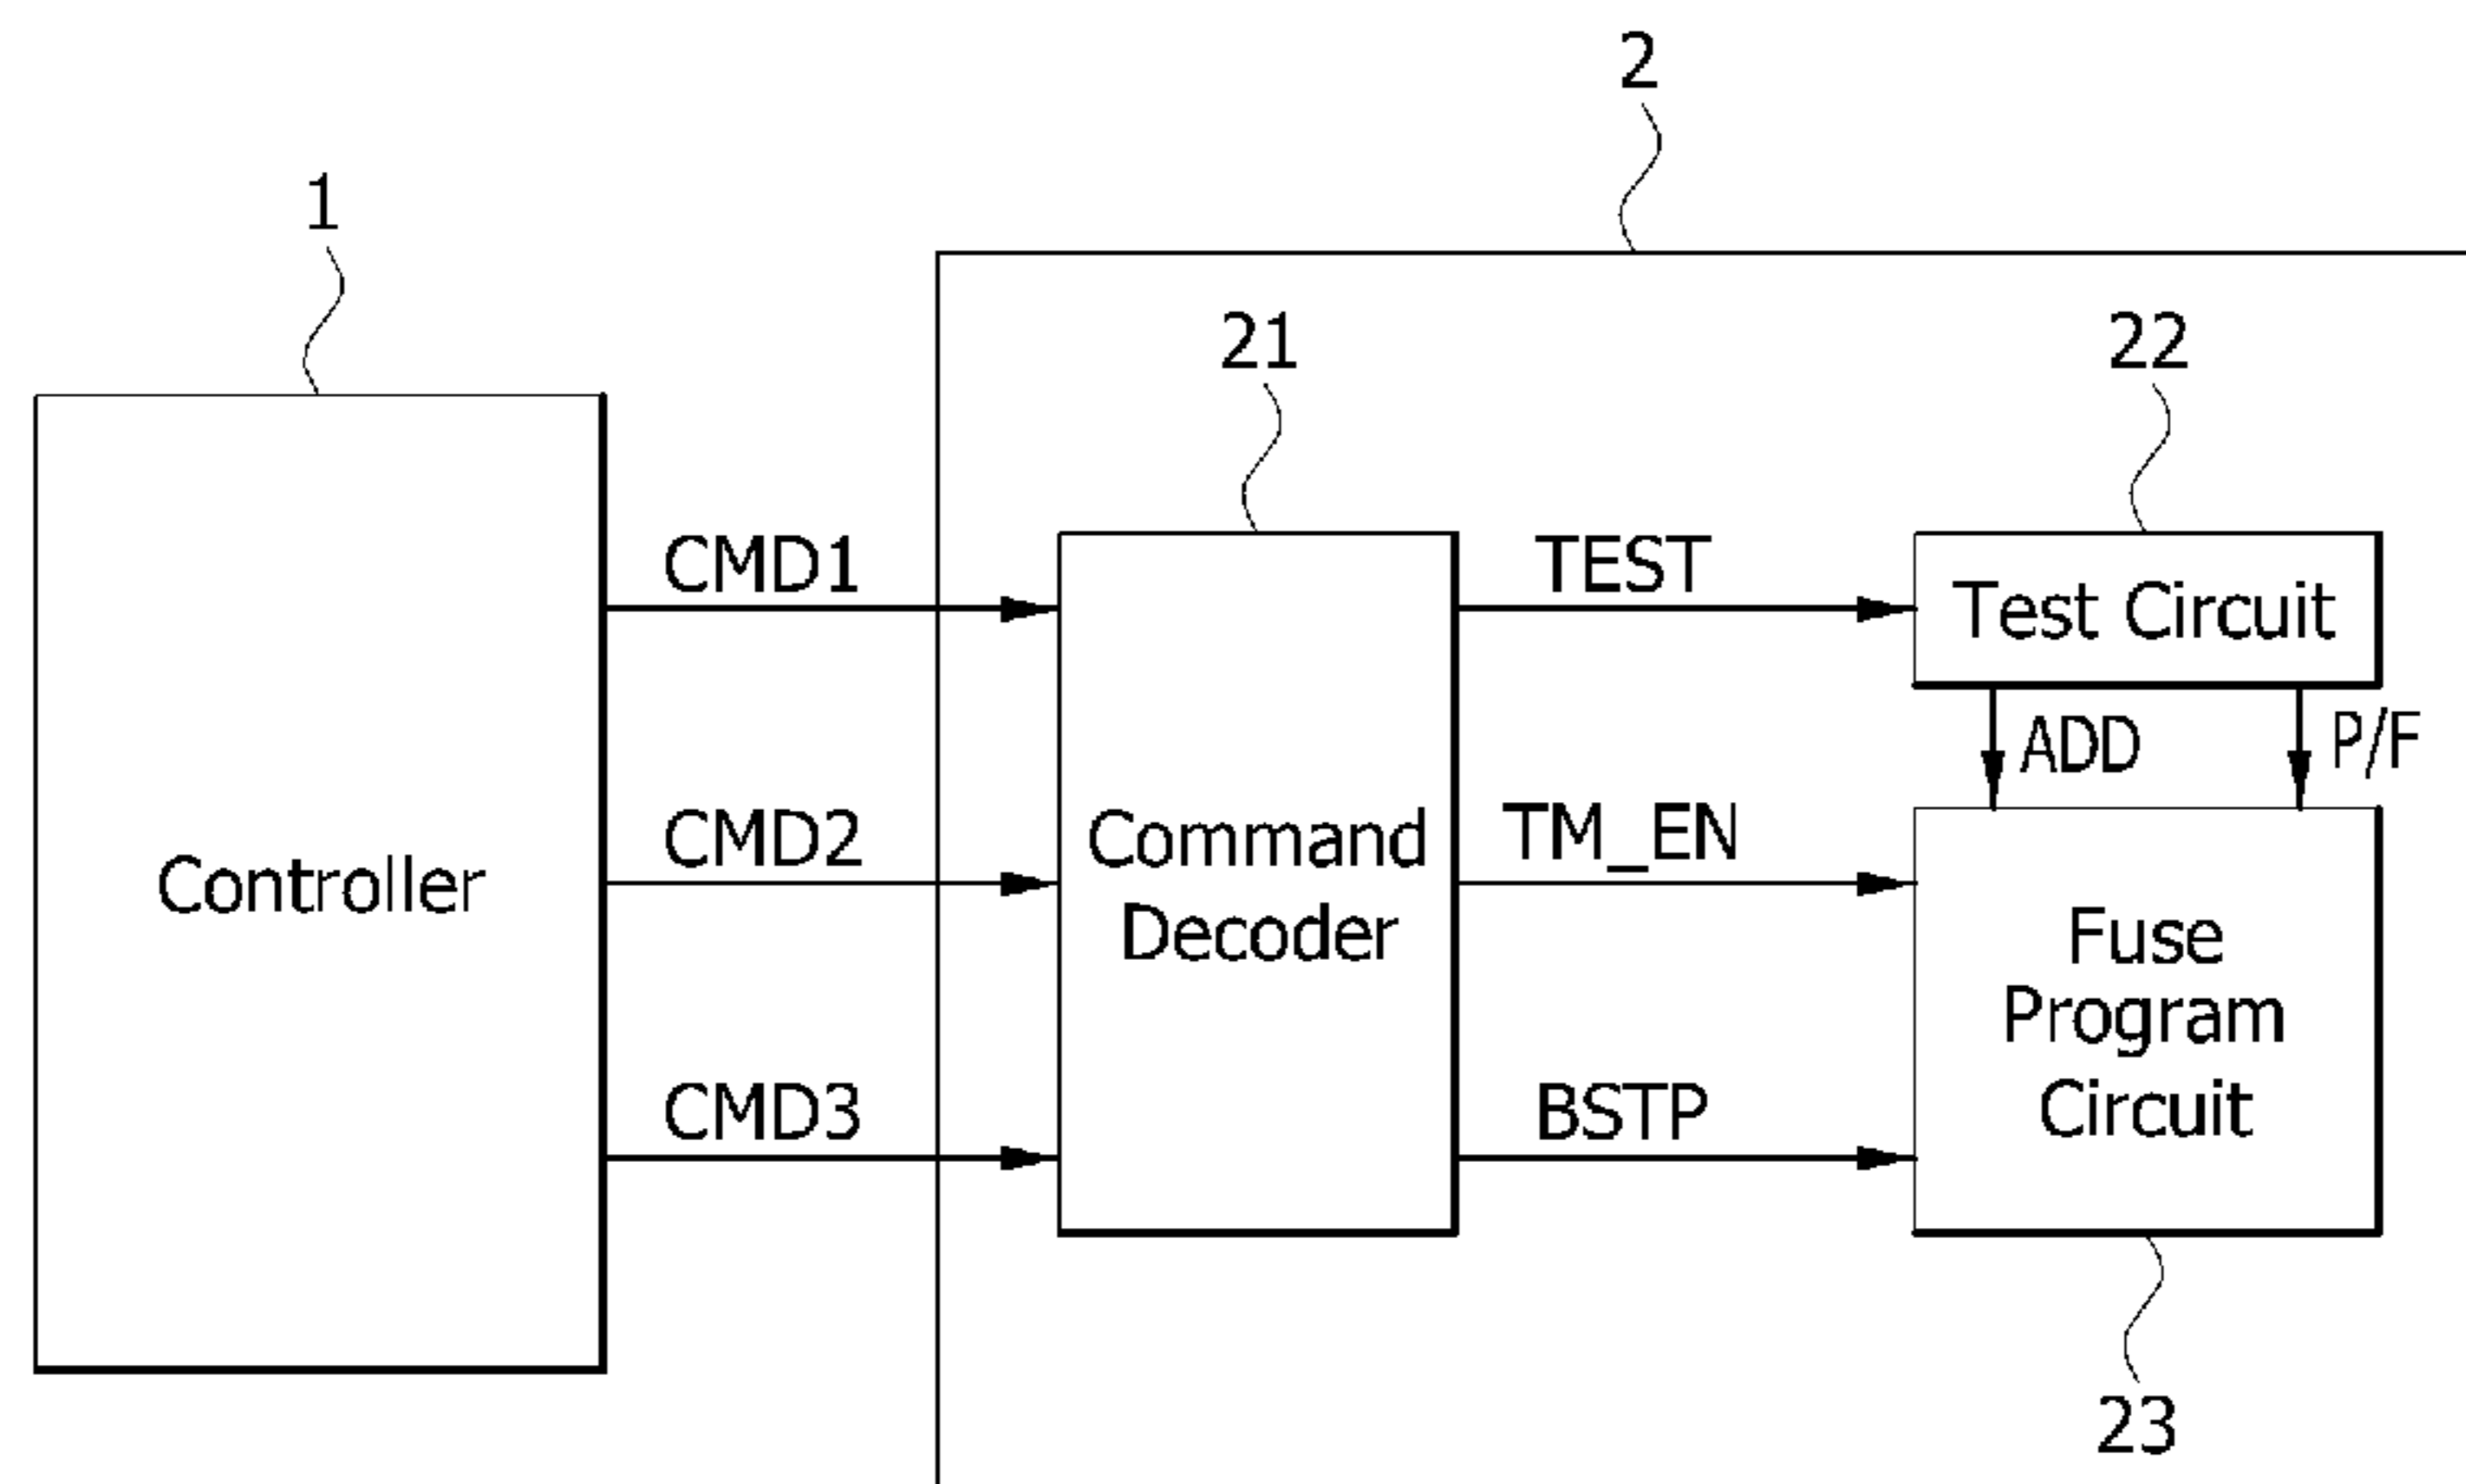 2
1
21
22
CMD1
TEST
Test Circuit
ADD
P/F
CMD2
Command
Decoder
TM_EN
Controller
Fuse
Program
Circuit
CMD3
BSTP
23